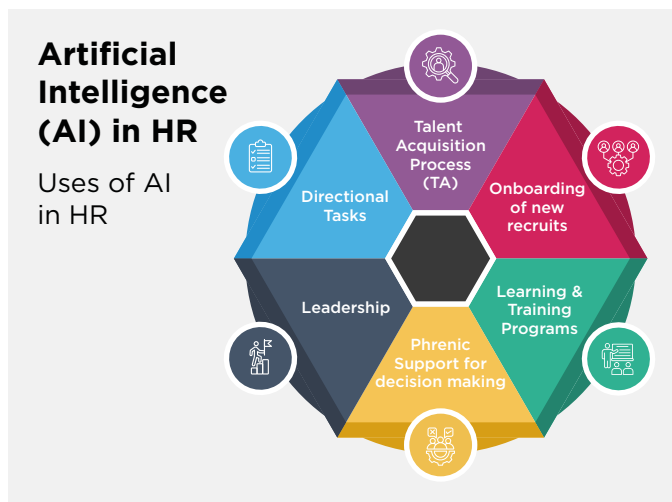 Artificial
Intelligence
(AI) in HR
Uses of AI
in HR
Talent
Acquisition
Process
(TA)
Onboarding
of new
recruits
Learning &
Training
Programs
Phrenic
Support for
decision making
Leadership
Directional
Tasks